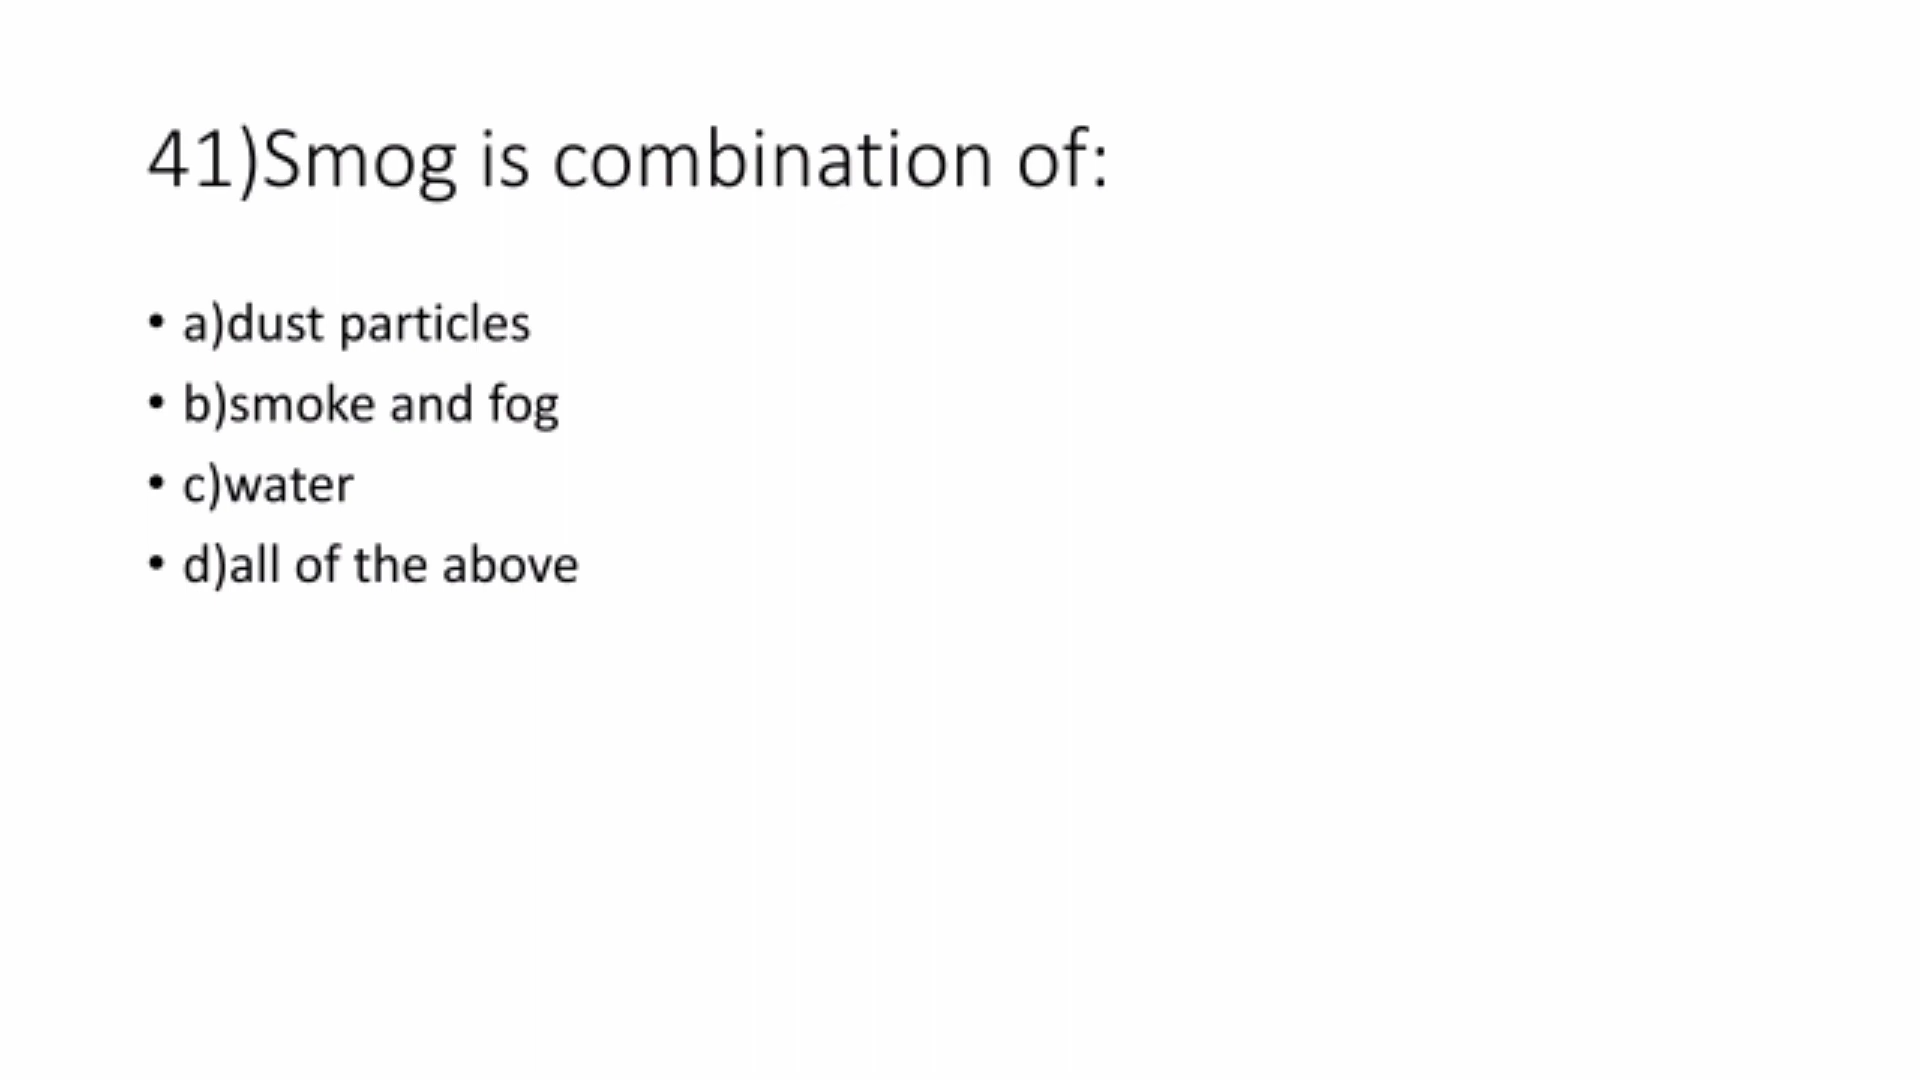 41)Smog is combination of:
• a)dust particles
• b)smoke and fog
• c)water
• d)all of the above